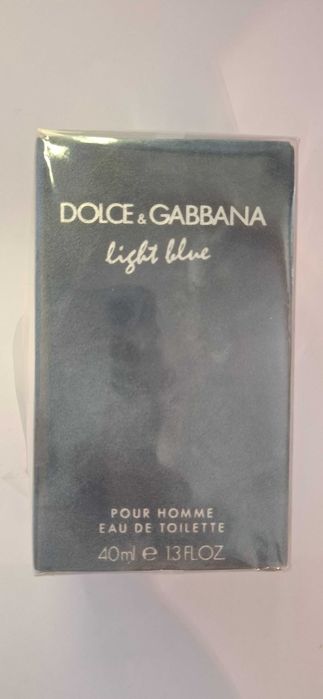 DOLCE & GABBANA
light blue
POUR HOMME
EAU DE TOILETTE
40ml e 1.3 FL.OZ.